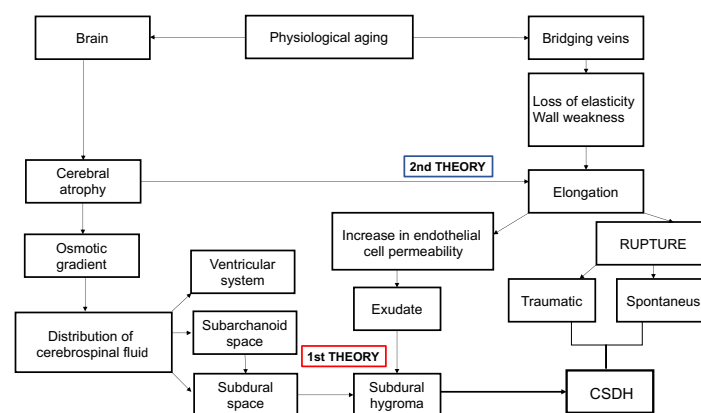 Brain
Physiological aging
Bridging veins
Loss of elasticity
Wall weakness
2nd THEORY
Cerebral
atrophy
Elongation
Increase in endothelial
cell permeability
RUPTURE
Osmotic
gradient
Ventricular
system
Exudate
Traumatic
Spontaneus
Distribution of
cerebrospinal fluid
Subarchanoid
space
1st THEORY
Subdural
space
Subdural
hygroma
CSDH